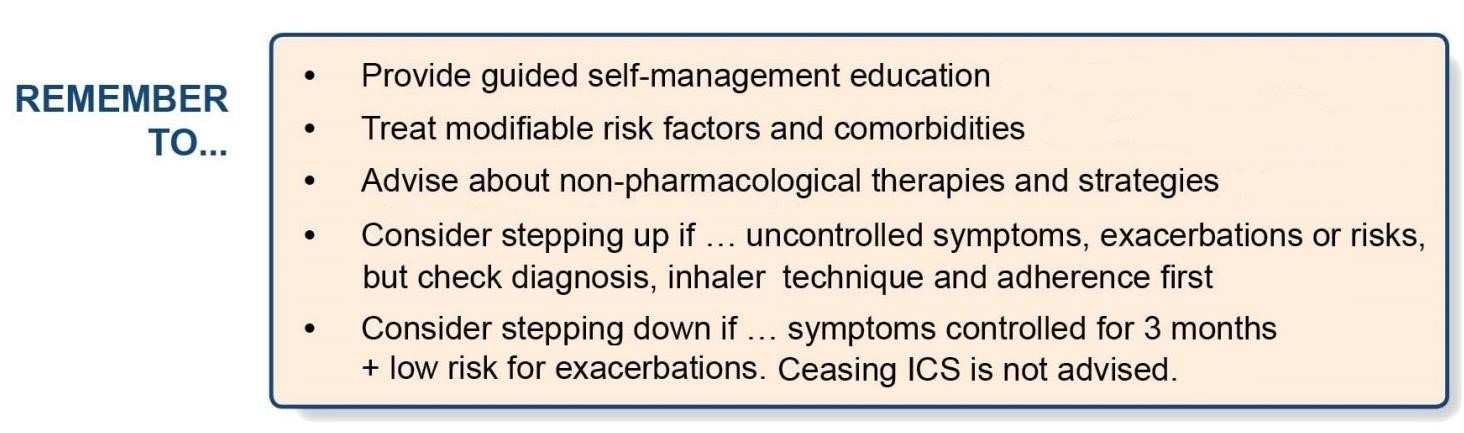 REMEMBER
TO...
• Provide guided self-management education
• Treat modifiable risk factors and comorbidities
• Advise about non-pharmacological therapies and strategies
• Consider stepping up if … uncontrolled symptoms, exacerbations or risks,
but check diagnosis, inhaler technique and adherence first
• Consider stepping down if … symptoms controlled for 3 months
+ low risk for exacerbations. Ceasing ICS is not advised.